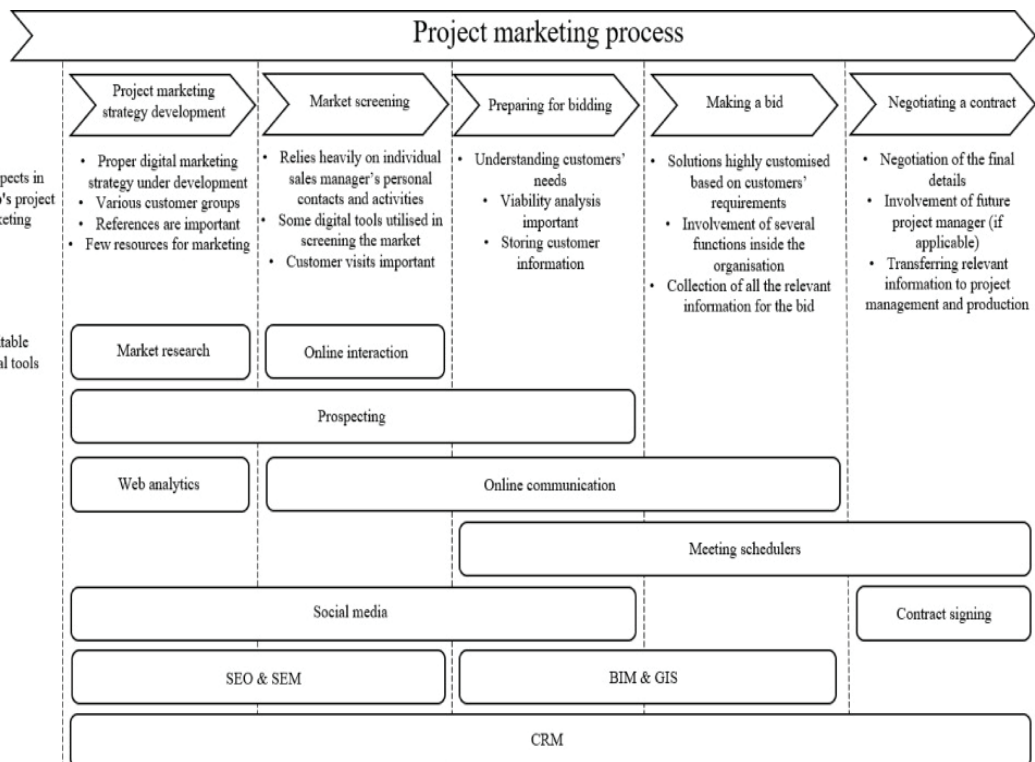 Project marketing process
Project marketing
strategy development
Market screening
Preparing for bidding
Making a bid
Negotiating a contract
pects in
o's project
keting
• Proper digital marketing
strategy under development
• Various customer groups
• References are important
• Few resources for marketing
• Relies heavily on individual
sales manager's personal
contacts and activities
• Some digital tools utilised in
screening the market
• Customer visits important
• Understanding customers'
needs
• Viability analysis
important
• Storing customer
information
• Solutions highly customised
based on customers'
requirements
• Involvement of several
functions inside the
organisation
• Collection of all the relevant
information for the bid
• Negotiation of the final
details
• Involvement of future
project manager (if
applicable)
• Transferring relevant
information to project
management and production
table
al tools
Market research
Online interaction
Prospecting
Web analytics
Online communication
Meeting schedulers
Social media
Contract signing
SEO & SEM
BIM & GIS
CRM